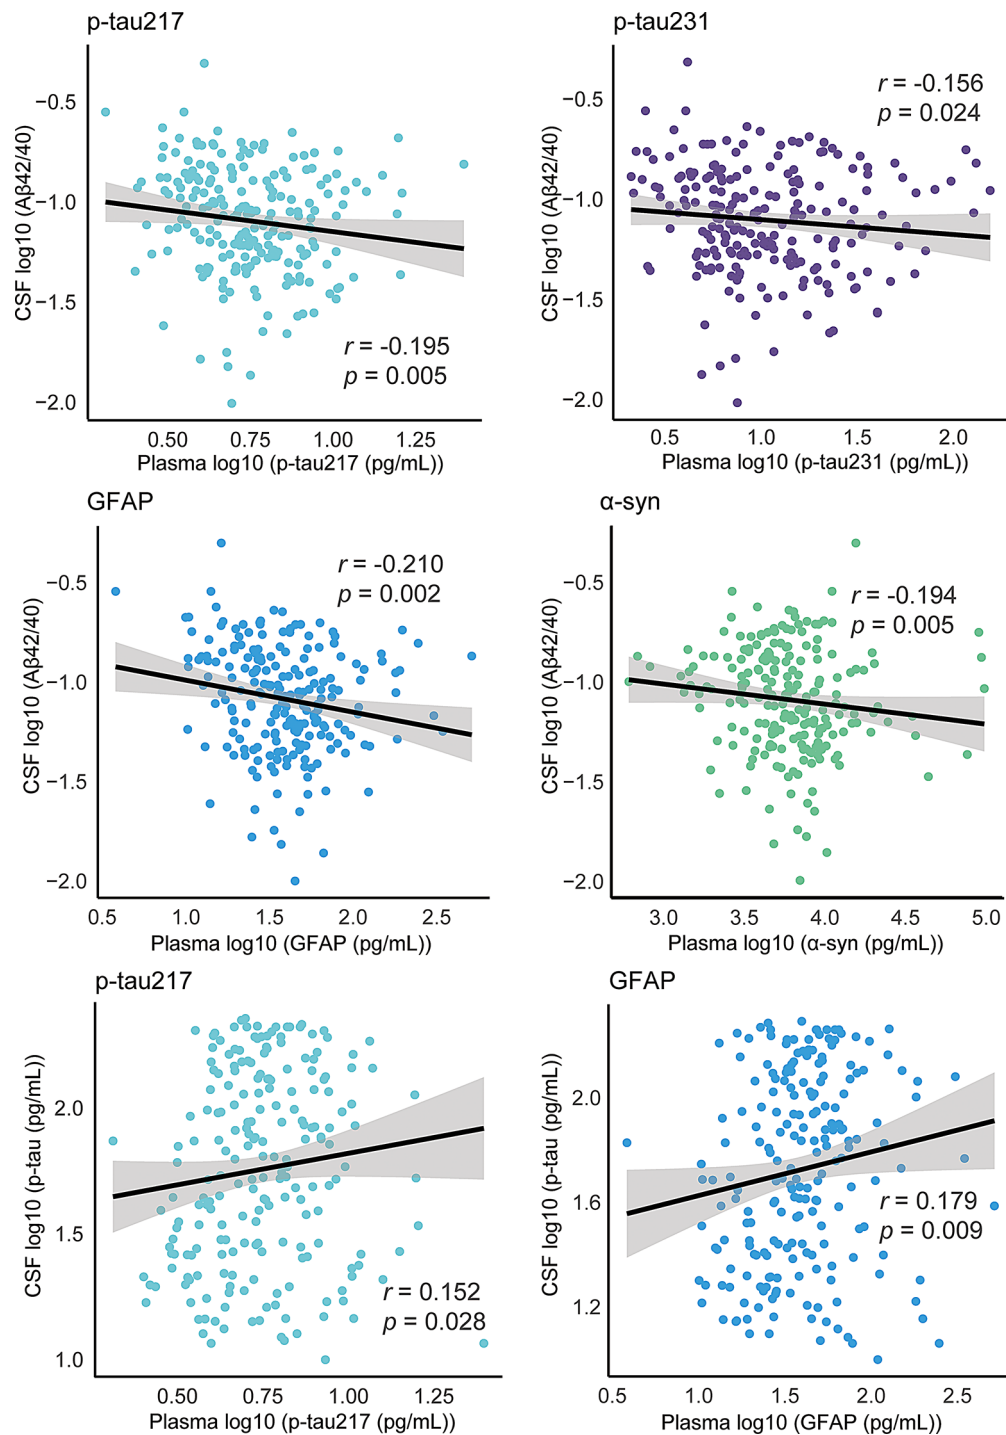 p-tau217
CSF log10 (Aβ42/40)
−0.5
−1.0
−1.5
−2.0
r = -0.195
p = 0.005
0.50 0.75 1.00 1.25
Plasma log10 (p-tau217 (pg/mL))
p-tau231
CSF log10 (Aβ42/40)
−0.5
−1.0
−1.5
−2.0
r = -0.156
p = 0.024
0.5 1.0 1.5 2.0
Plasma log10 (p-tau231 (pg/mL))
GFAP
CSF log10 (Aβ42/40)
−0.5
−1.0
−1.5
−2.0
r = -0.210
p = 0.002
0.5 1.0 1.5 2.0 2.5
Plasma log10 (GFAP (pg/mL))
α-syn
CSF log10 (Aβ42/40)
−0.5
−1.0
−1.5
−2.0
r = -0.194
p = 0.005
3.0 3.5 4.0 4.5 5.0
Plasma log10 (α-syn (pg/mL))
p-tau217
CSF log10 (p-tau (pg/mL))
2.0
1.5
1.0
r = 0.152
p = 0.028
0.50 0.75 1.00 1.25
Plasma log10 (p-tau217 (pg/mL))
GFAP
CSF log10 (p-tau (pg/mL))
2.0
1.6
1.2
r = 0.179
p = 0.009
0.5 1.0 1.5 2.0 2.5
Plasma log10 (GFAP (pg/mL))